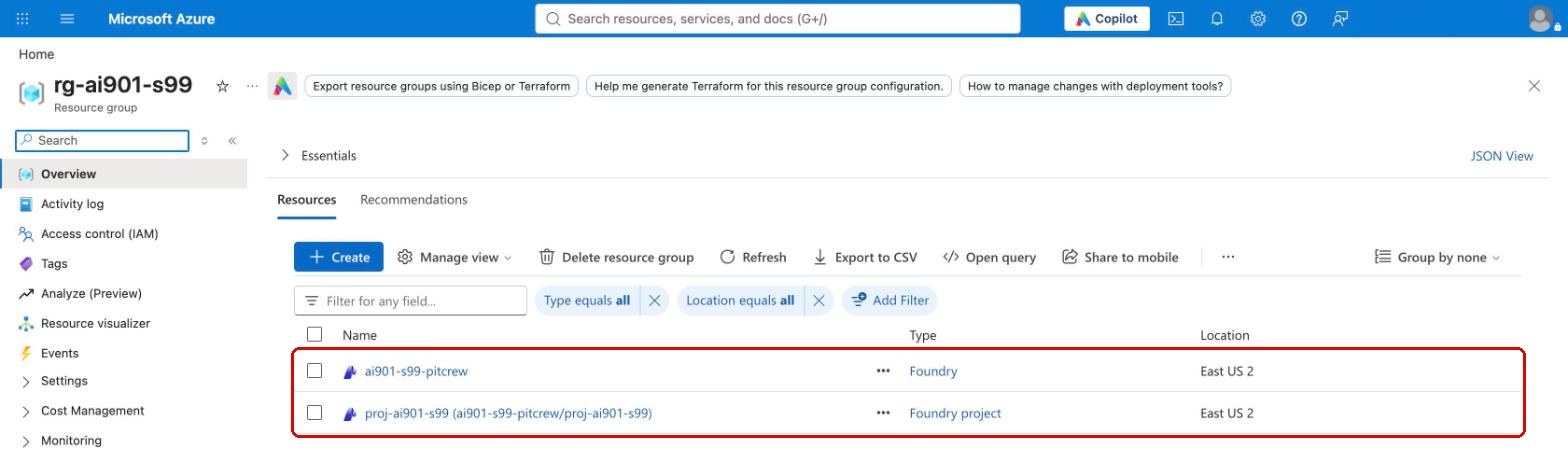 Microsoft Azure
Search resources, services, and docs (G+/)
Copilot
Home
rg-ai901-s99
Resource group
Export resource groups using Bicep or Terraform
Help me generate Terraform for this resource group configuration.
How to manage changes with deployment tools?
Search
Overview
Activity log
Access control (IAM)
Tags
Analyze (Preview)
Resource visualizer
Events
Settings
Cost Management
Monitoring
Essentials
JSON View
Resources Recommendations
Create Manage view Delete resource group Refresh Export to CSV Open query Share to mobile Group by none
Filter for any field... Type equals all Location equals all Add Filter
Name Type Location
ai901-s99-pitcrew Foundry East US 2
proj-ai901-s99 (ai901-s99-pitcrew/proj-ai901-s99) Foundry project East US 2